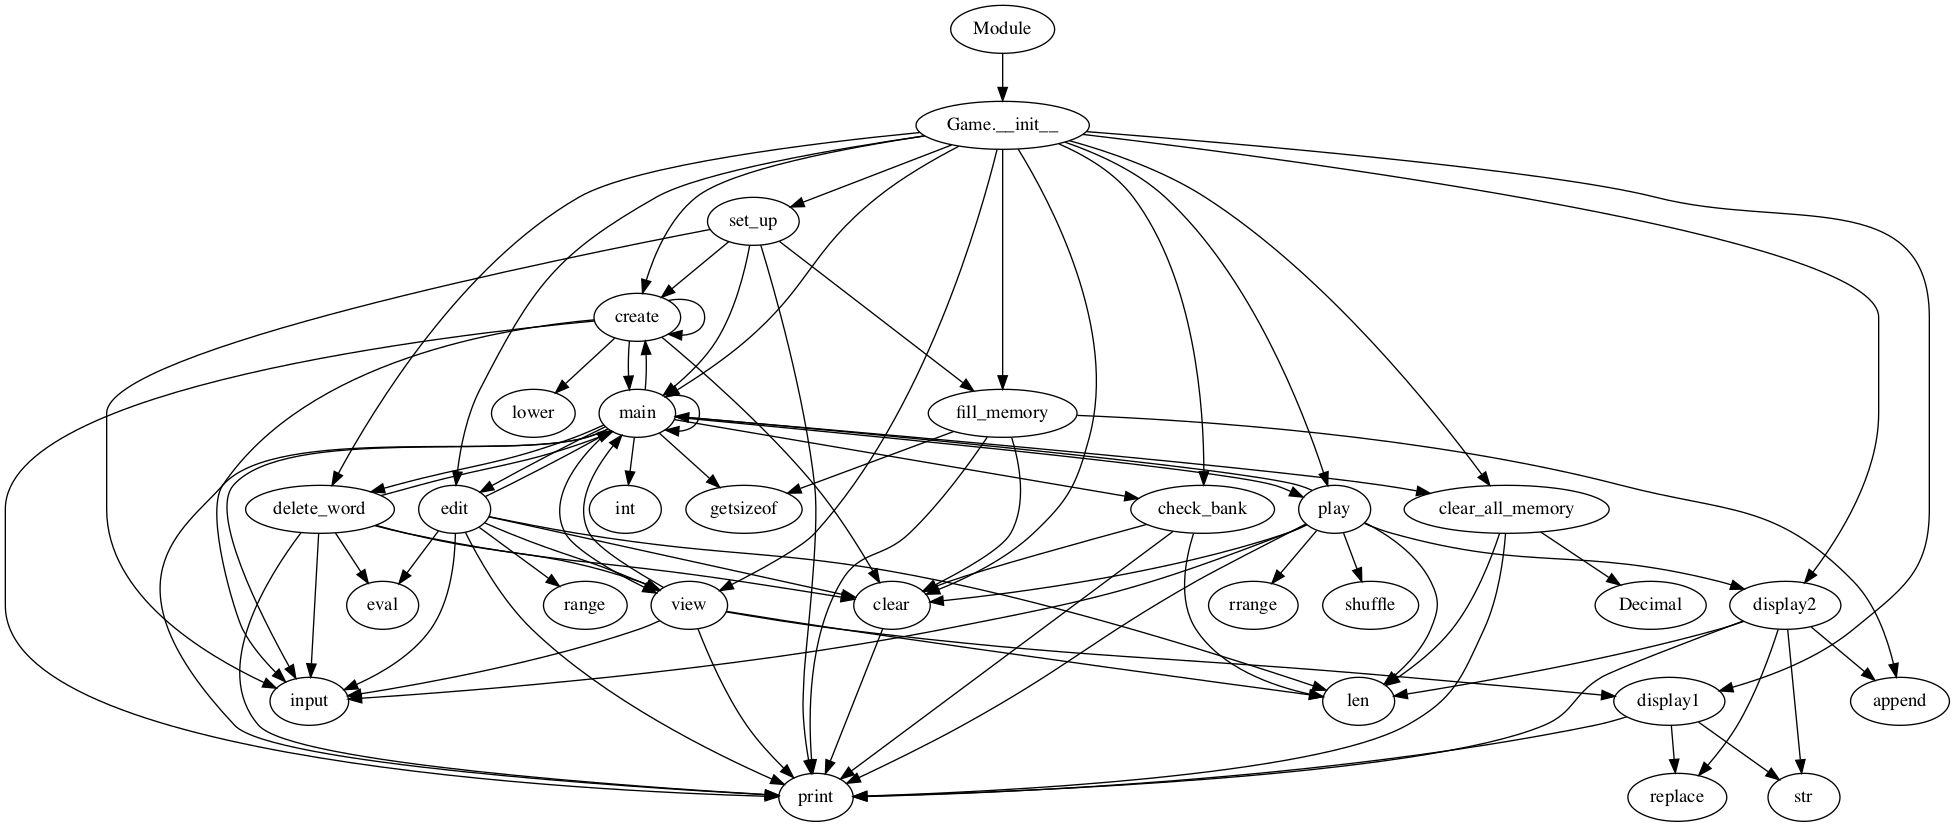 Module
Game.__init__
set_up
create
lower
main
fill_memory
delete_word
edit
int
getsizeof
check_bank
play
clear_all_memory
eval
range
view
clear
rrange
shuffle
Decimal
display2
input
len
display1
append
print
replace
str